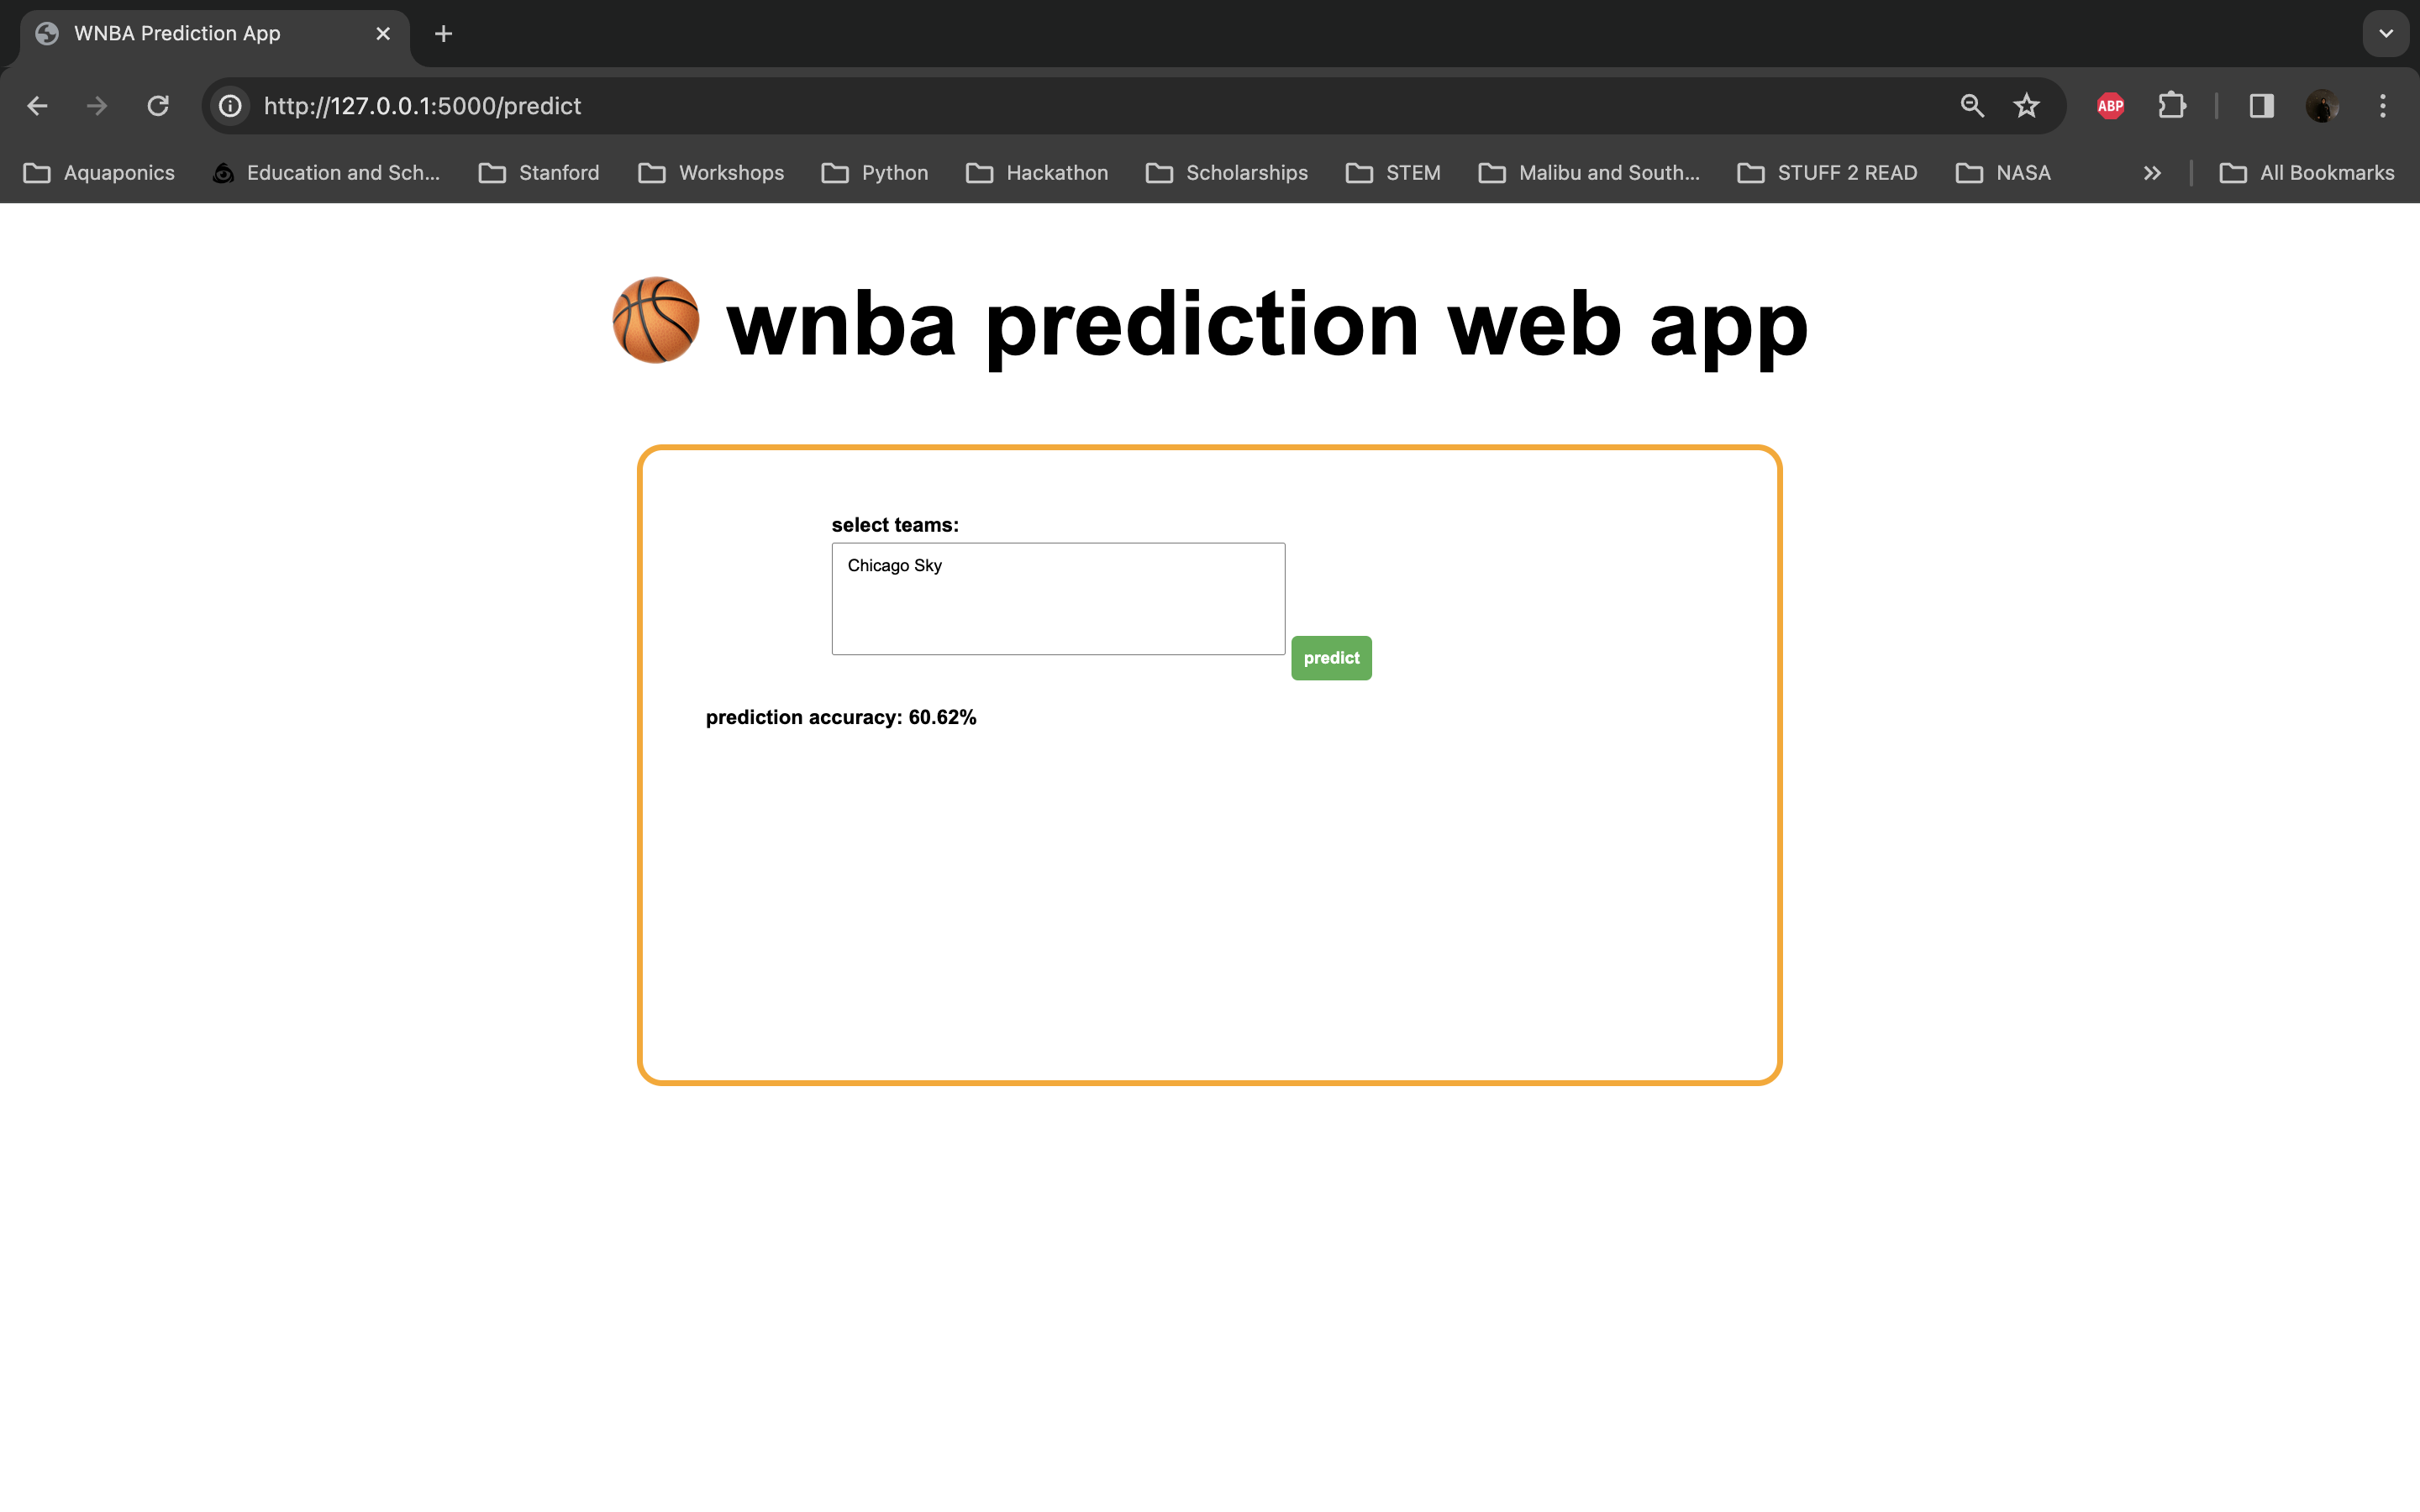 WNBA Prediction App
http://127.0.0.1:5000/predict
ABP
Aquaponics Education and Sch... Stanford Workshops Python Hackathon Scholarships STEM Malibu and South... STUFF 2 READ NASA All Bookmarks
wnba prediction web app
select teams:
Chicago Sky
predict
prediction accuracy: 60.62%